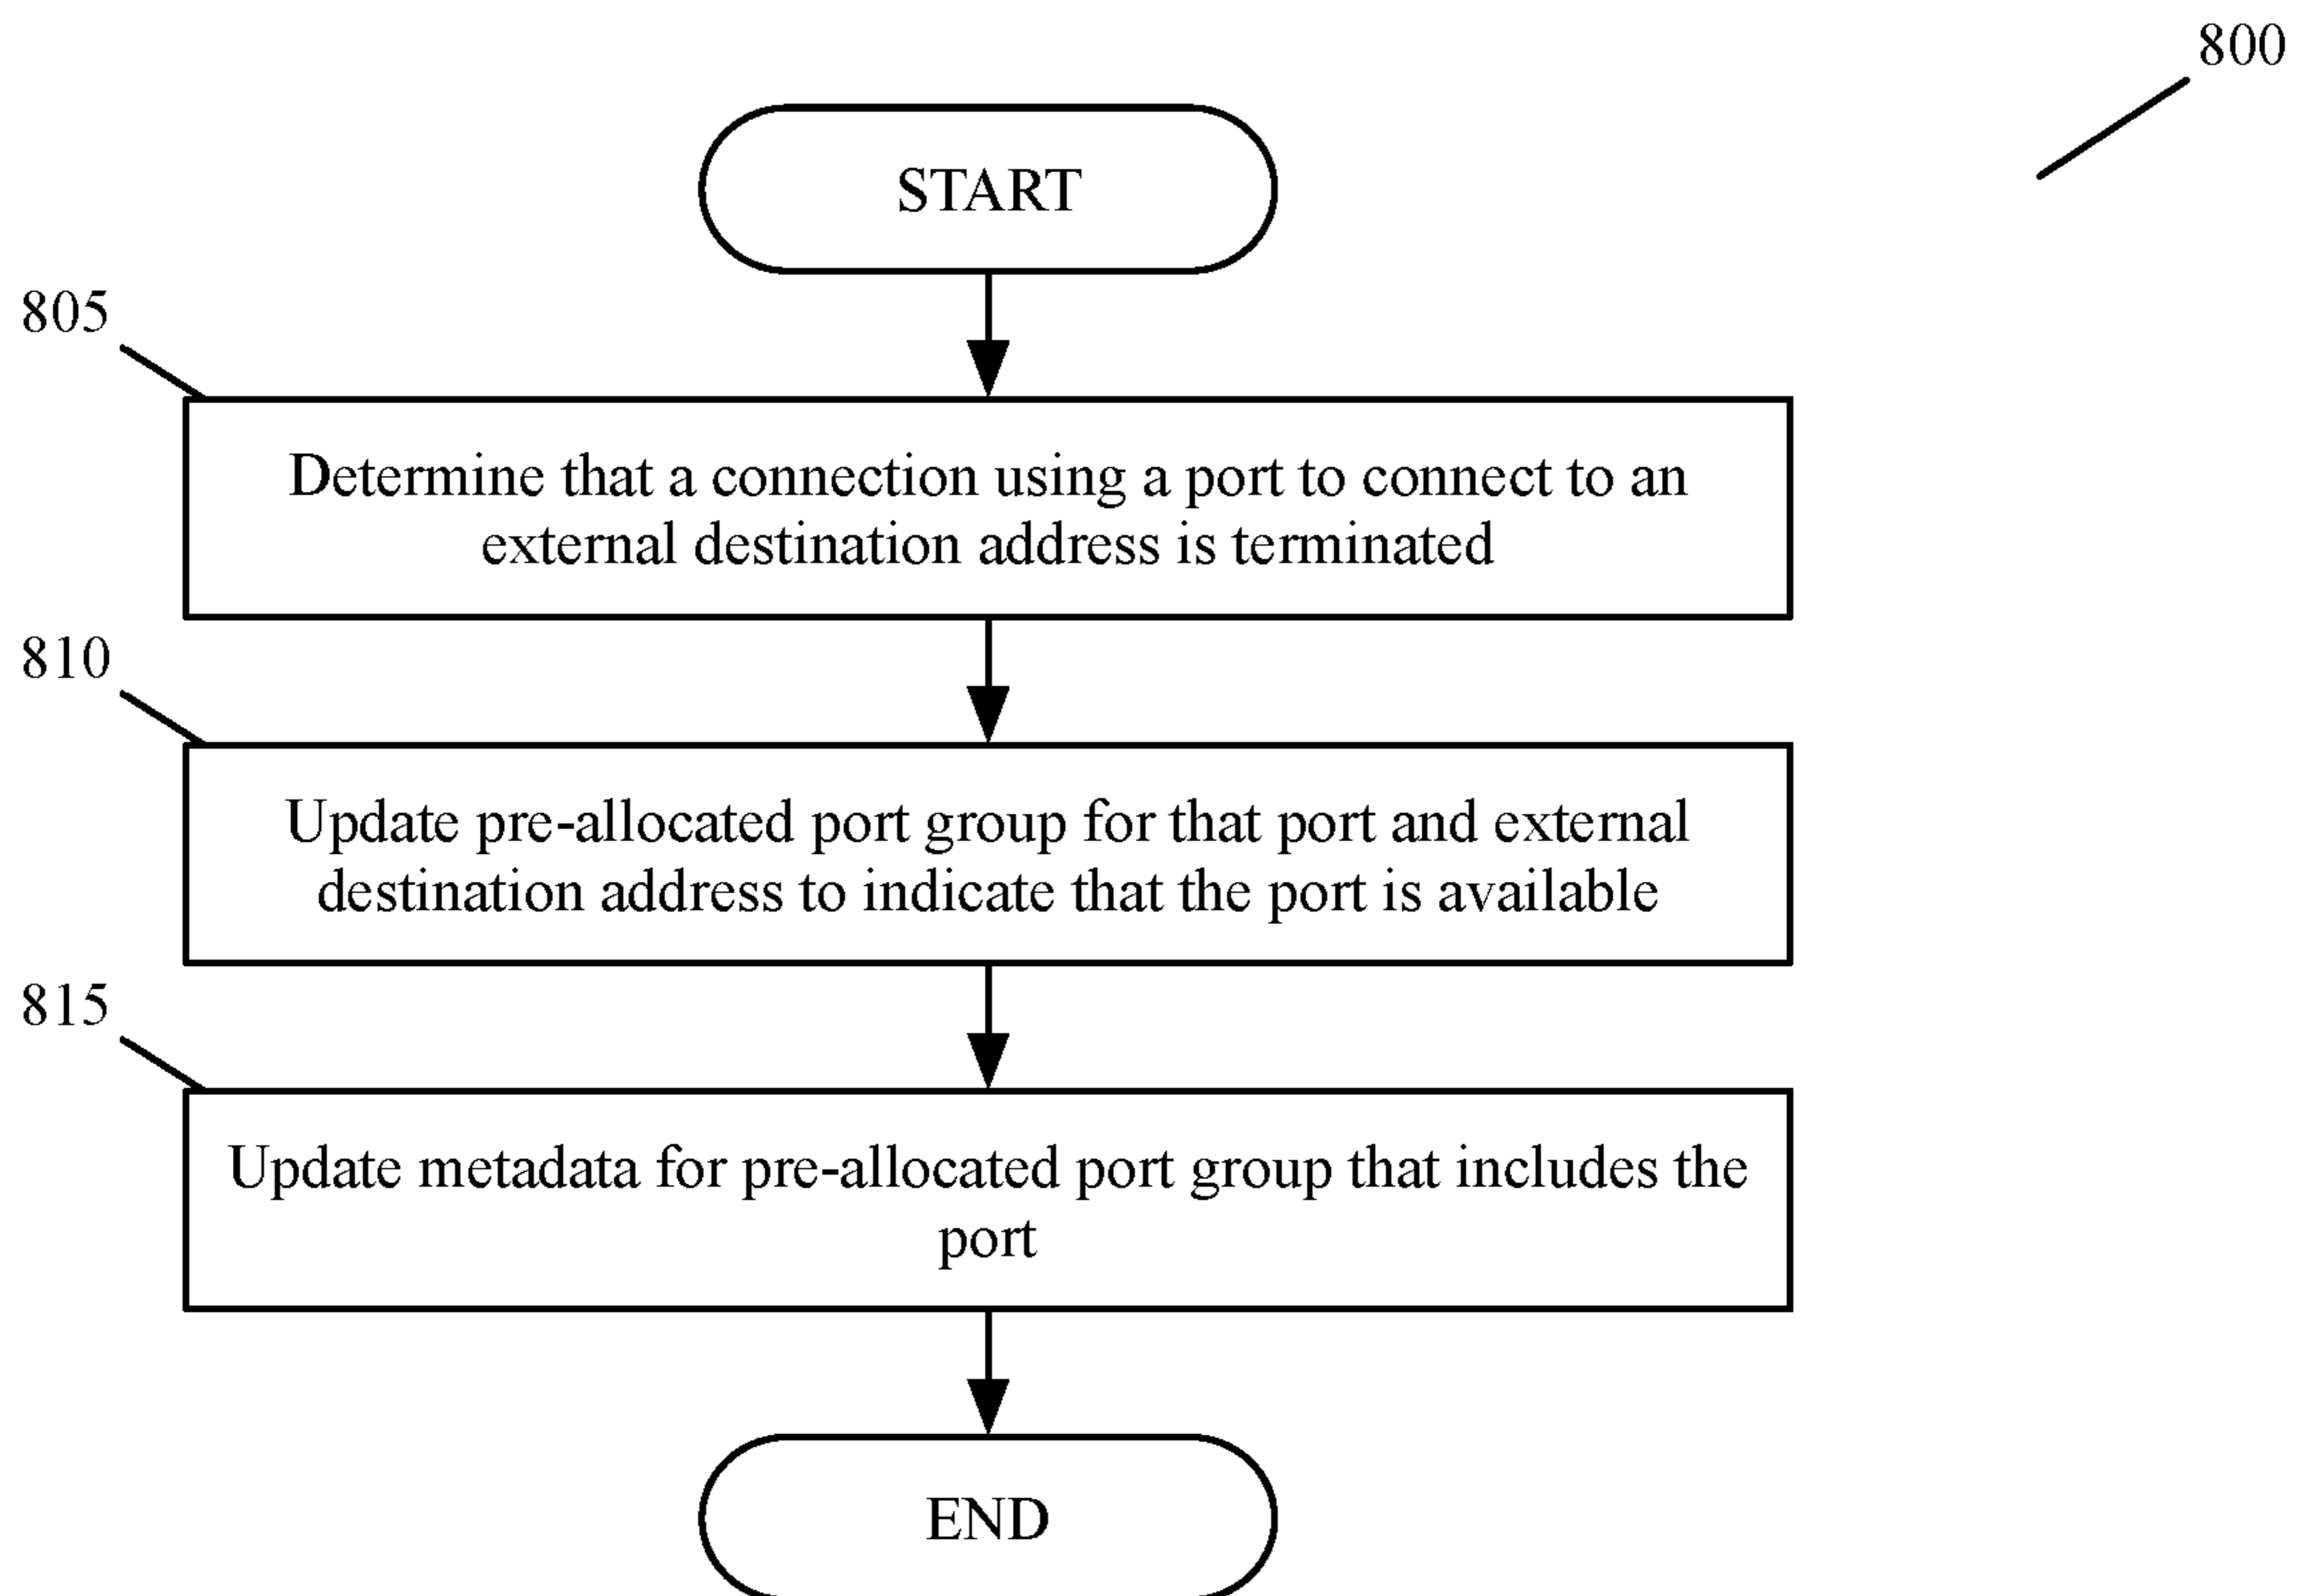 800
START
805
Determine that a connection using a port to connect to an
external destination address is terminated
810
Update pre-allocated port group for that port and external
destination address to indicate that the port is available
815
Update metadata for pre-allocated port group that includes the
port
END